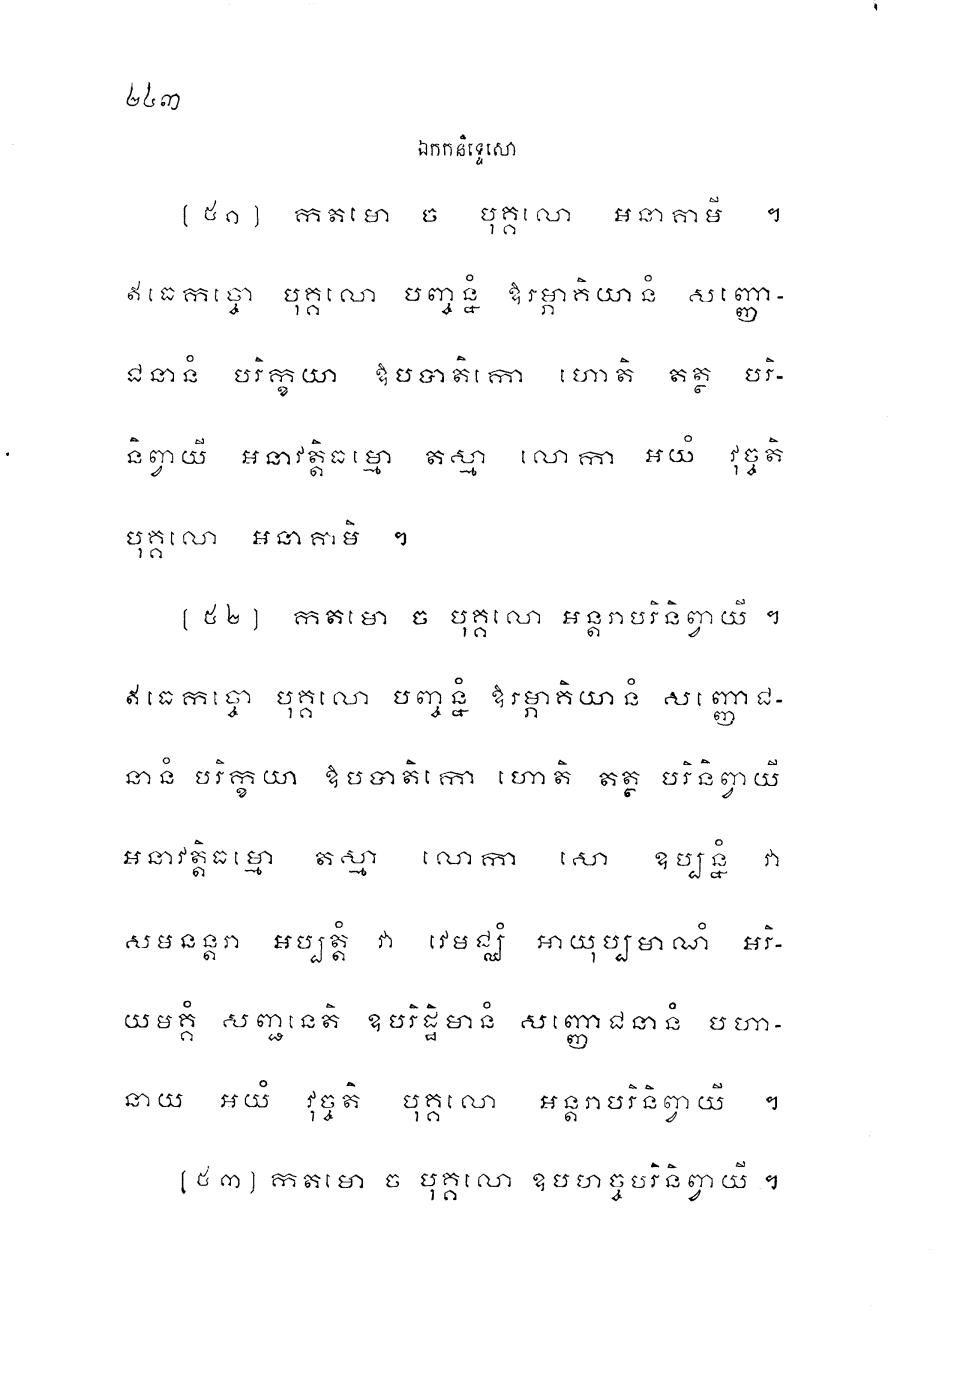 ២៤៣
ឯកកនិទ្ទេសោ
(៥១) កតមោ ច បុគ្គលោ អនាគាមី ។
ឥធេកច្ចោ បុគ្គលោ បញ្ចន្នំ ឱរម្ភាគិយានំ សញ្ញោ-
ជនានំ បរិក្ខយា ឱបបាតិកោ ហោតិ តត្ថ បរិ-
និព្វាយី អនាវត្តិធម្មោ តស្មា លោកា អយំ វុច្ចតិ
បុគ្គលោ អនាគាមិ ។
(៥២) កតមោ ច បុគ្គលោ អន្តរាបរិនិព្វាយី ។
ឥធេកច្ចោ បុគ្គលោ បញ្ចន្នំ ឱរម្ភាគិយានំ សញ្ញោជ-
នានំ បរិក្ខយា ឱបបាតិកោ ហោតិ តត្ថ បរិនិព្វាយី
អនាវត្តិធម្មោ តស្មា លោកា សោ ឧប្បន្នំ វា
សមនន្តរា អប្បត្តំ វា វេមជ្ឈំ អាយុប្បមាណំ អរិ-
យមគ្គំ សញ្ជនេតិ ឧបរិដ្ឋិមានំ សញ្ញោជនានំ បហា-
នាយ អយំ វុច្ចតិ បុគ្គលោ អន្តរាបរិនិព្វាយី ។
(៥៣) កតមោ ច បុគ្គលោ ឧបហច្ចបរិនិព្វាយី ។